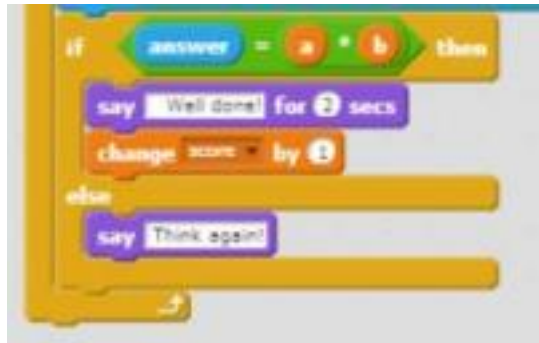 if answer = a * b then
say Well done! for 2 secs
change score by 1
else
say Think again!